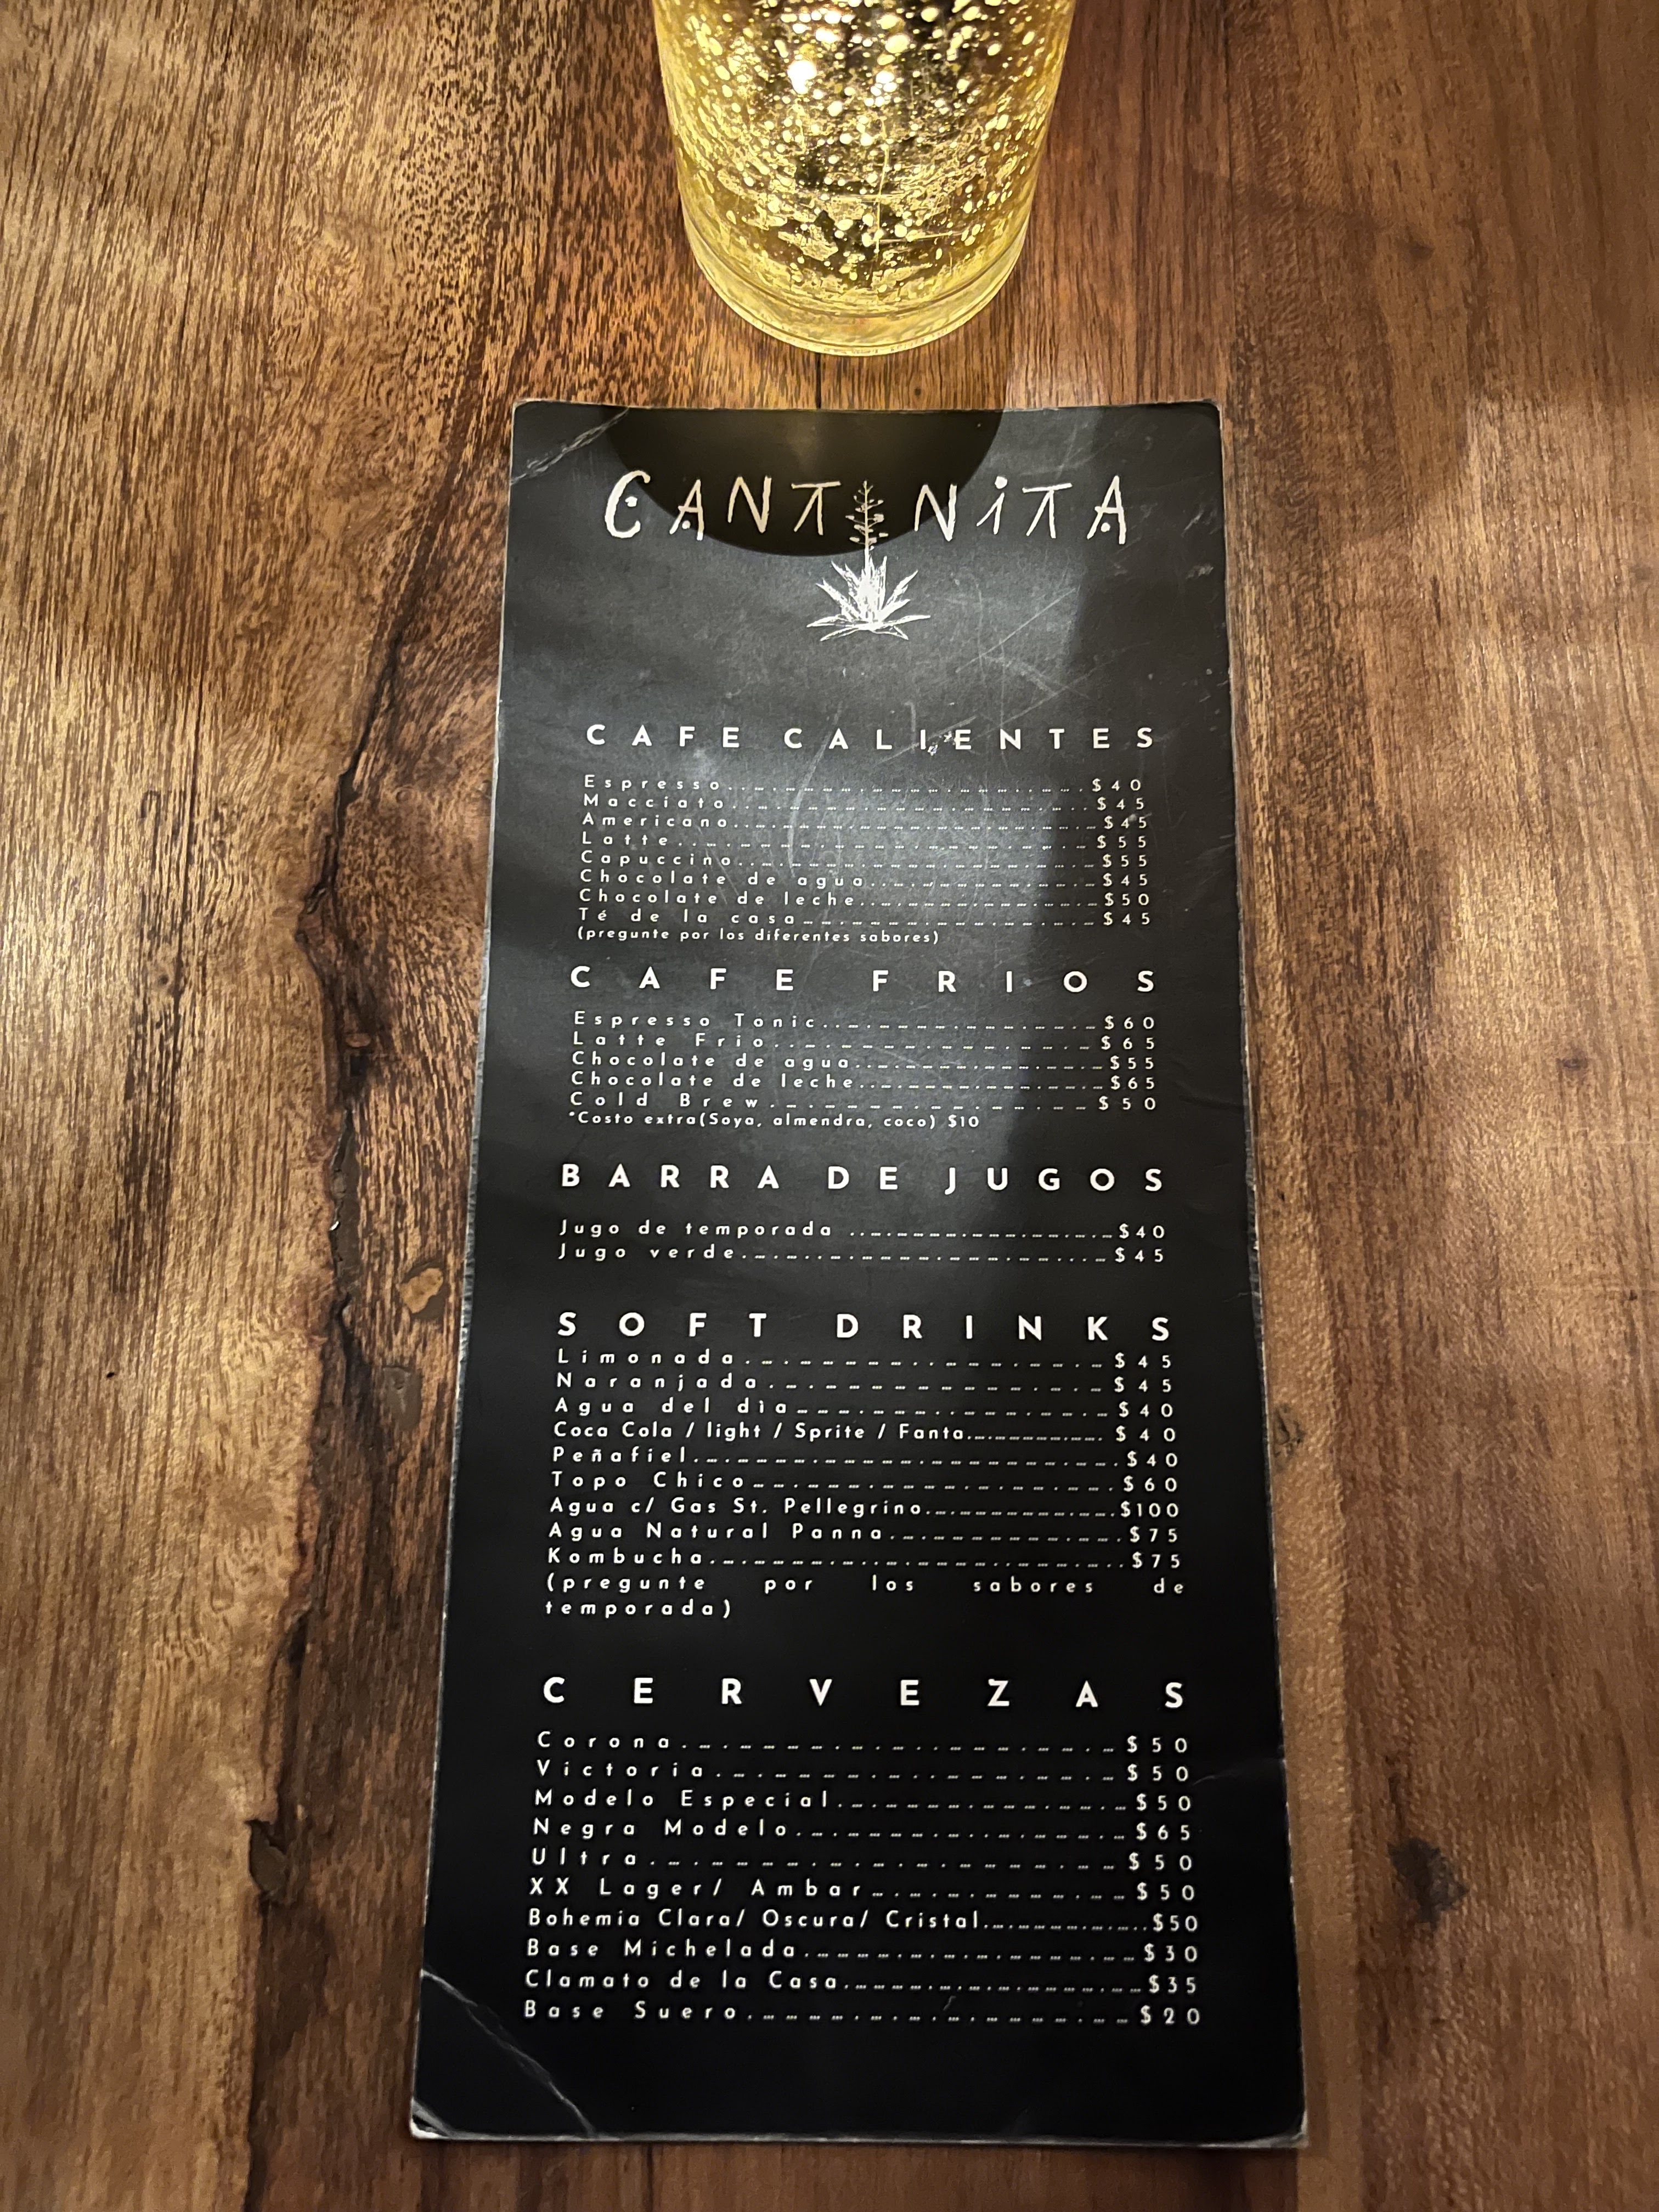 CANTINITA
CAFE CALIENTES
Espresso $40
Macciato $45
Americano $45
Latte $55
Capuccino $55
Chocolate de agua $45
Chocolate de leche $50
Té de la casa $45
(pregunte por los diferentes sabores)
CAFE FRIOS
Espresso Tonic $60
Latte Frio $65
Chocolate de agua $55
Chocolate de leche $65
Cold Brew $50
*Costo extra(Soya, almendra, coco) $10
BARRA DE JUGOS
Jugo de temporada $40
Jugo verde $45
SOFT DRINKS
Limonada $45
Naranjada $45
Agua del dìa $40
Coca Cola / light / Sprite / Fanta $40
Peñafiel $40
Topo Chico $60
Agua c/ Gas St. Pellegrino $100
Agua Natural Panna $75
Kombucha $75
(pregunte por los sabores de
temporada)
CERVEZAS
Corona $50
Victoria $50
Modelo Especial $50
Negra Modelo $65
Ultra $50
XX Lager/ Ambar $50
Bohemia Clara/ Oscura/ Cristal $50
Base Michelada $30
Clamato de la Casa $35
Base Suero $20